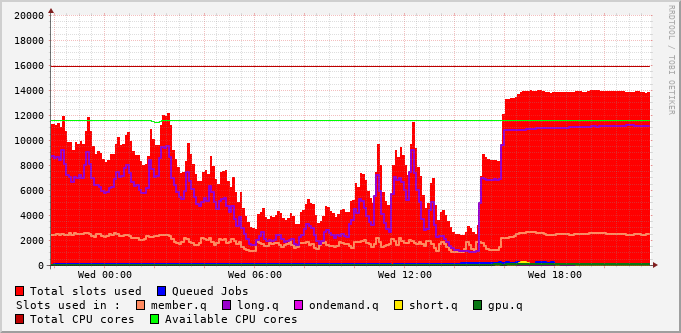 20000
18000
16000
14000
12000
10000
8000
6000
4000
2000
0
Wed 00:00 Wed 06:00 Wed 12:00 Wed 18:00
RRDTOOL / TOBI OETIKER
Total slots used Queued Jobs
Slots used in : member.q long.q ondemand.q short.q gpu.q
Total CPU cores Available CPU cores